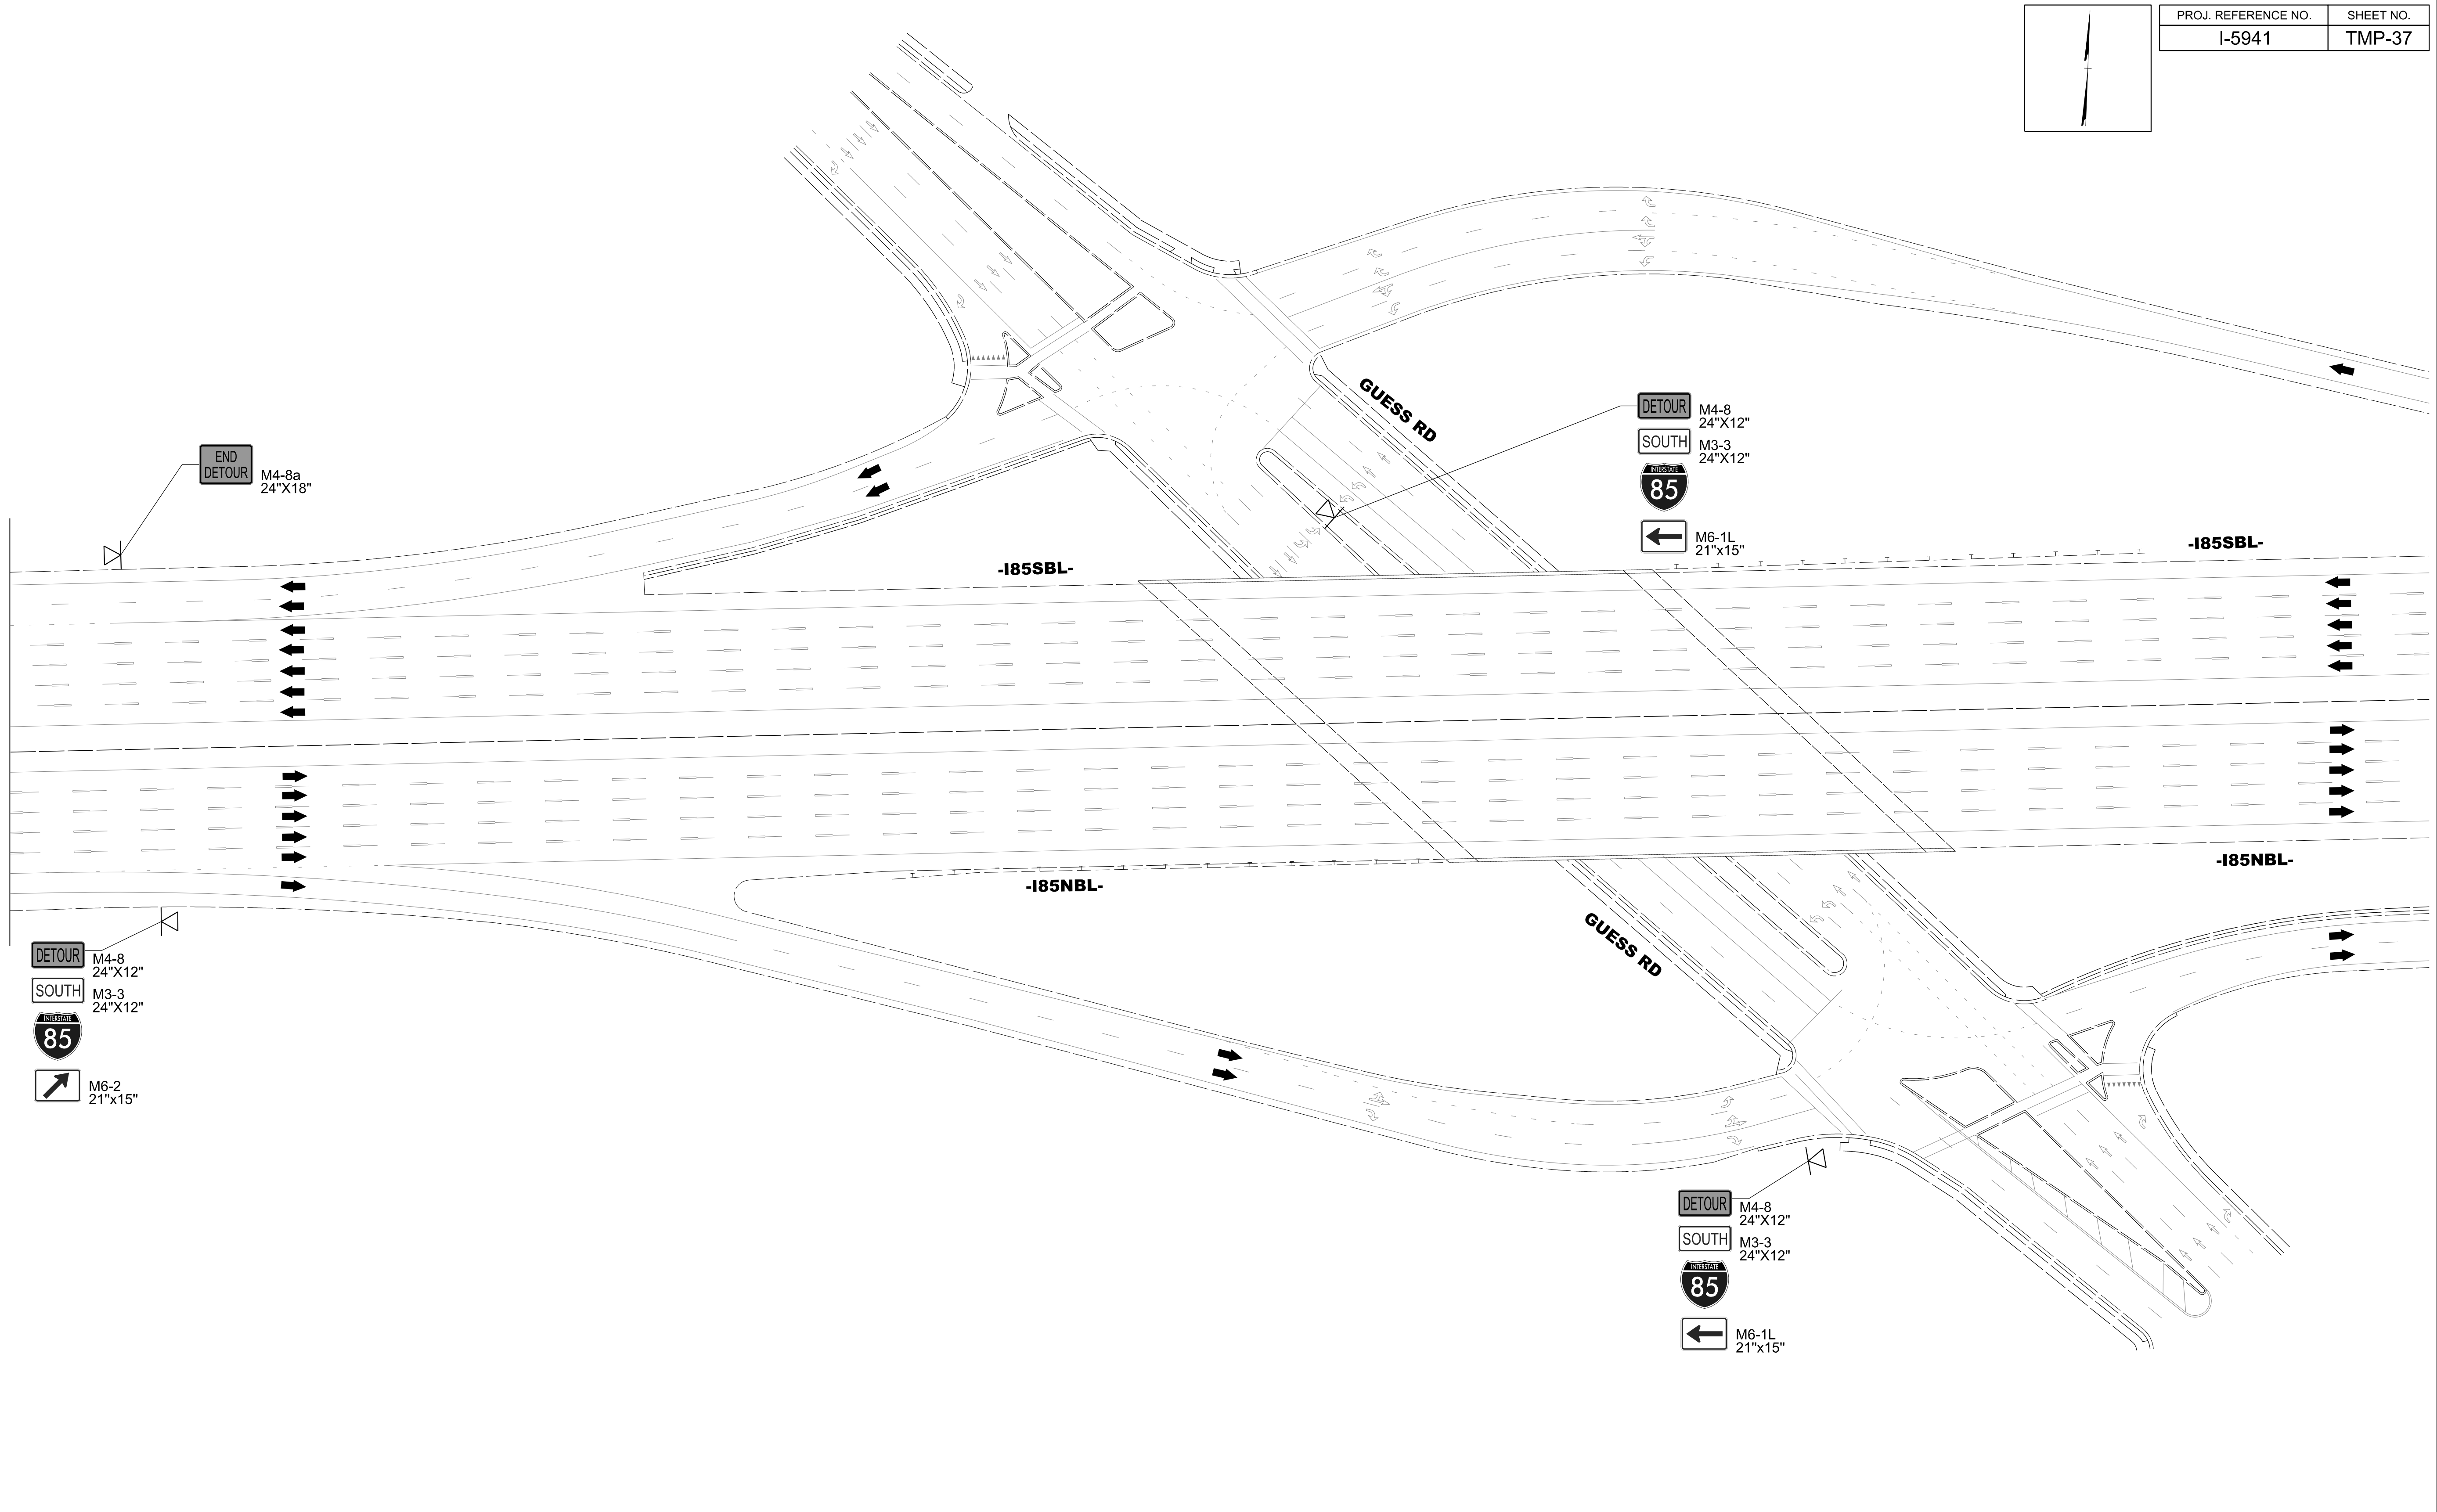 PROJ. REFERENCE NO. SHEET NO.
I-5941 TMP-37
GUESS RD
DETOUR M4-8
24"X12"
SOUTH M3-3
24"X12"
INTERSTATE
85
M6-1L
21"x15"
END
DETOUR M4-8a
24"X18"
-I85SBL-
-I85SBL-
-I85NBL-
-I85NBL-
GUESS RD
DETOUR M4-8
24"X12"
SOUTH M3-3
24"X12"
INTERSTATE
85
M6-2
21"x15"
DETOUR M4-8
24"X12"
SOUTH M3-3
24"X12"
INTERSTATE
85
M6-1L
21"x15"